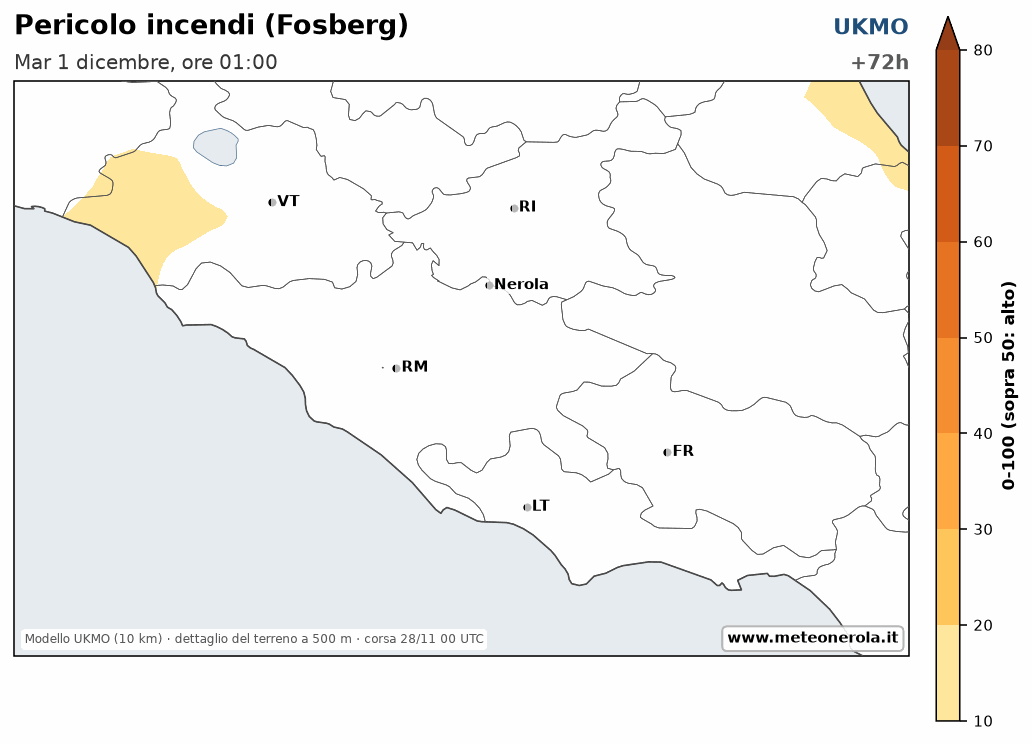 Pericolo incendi (Fosberg)
UKMO
Mar 1 dicembre, ore 01:00
+72h
80
70
60
50
40
30
20
10
0-100 (sopra 50: alto)
VT
RI
Nerola
RM
FR
LT
Modello UKMO (10 km) · dettaglio del terreno a 500 m · corsa 28/11 00 UTC
www.meteonerola.it